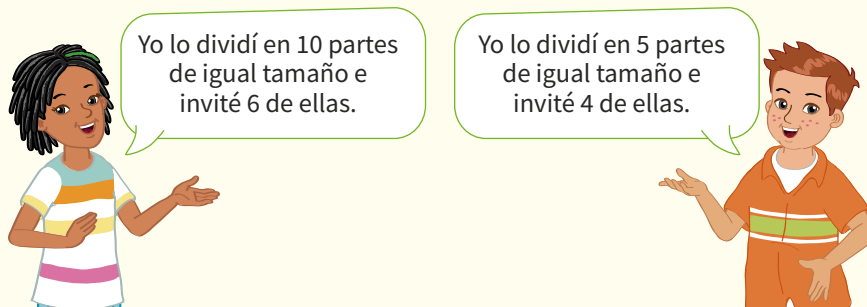 Yo lo dividí en 10 partes
de igual tamaño e
invité 6 de ellas.
Yo lo dividí en 5 partes
de igual tamaño e
invité 4 de ellas.